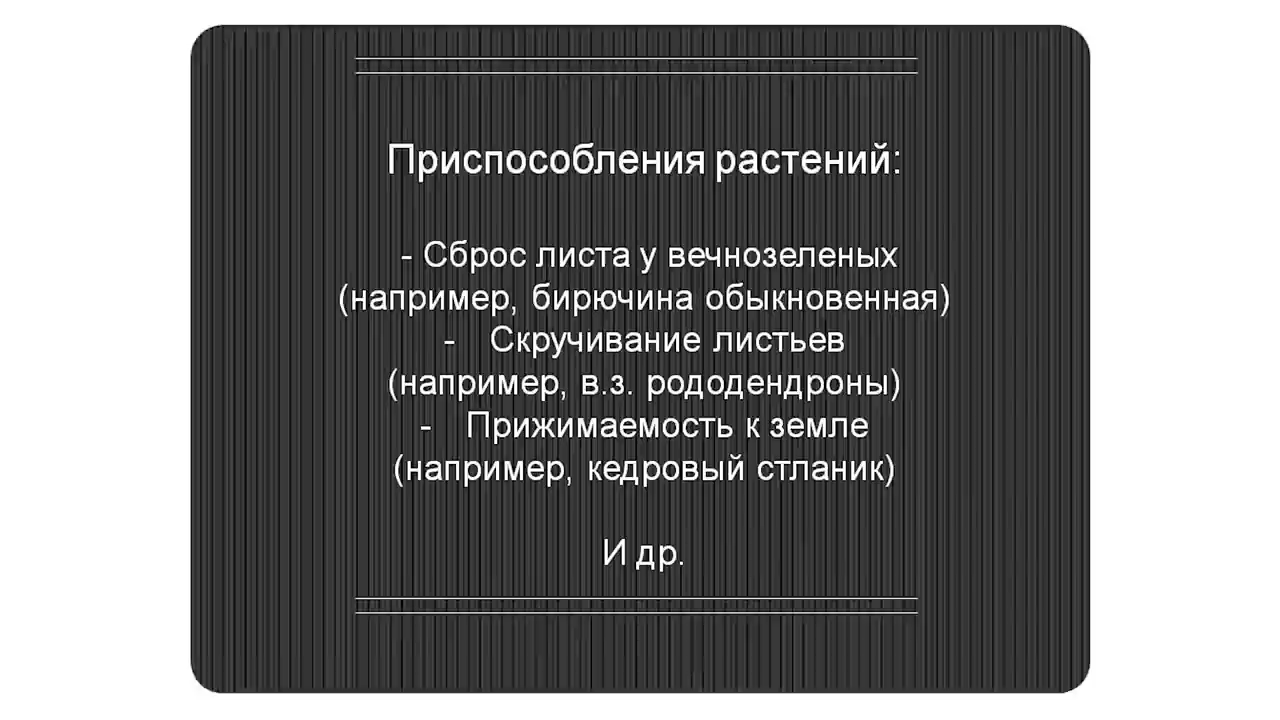 Приспособления растений:
- Сброс листа у вечнозеленых
(например, бирючина обыкновенная)
- Скручивание листьев
(например, в.з. рододендроны)
- Прижимаемость к земле
(например, кедровый стланик)
И др.